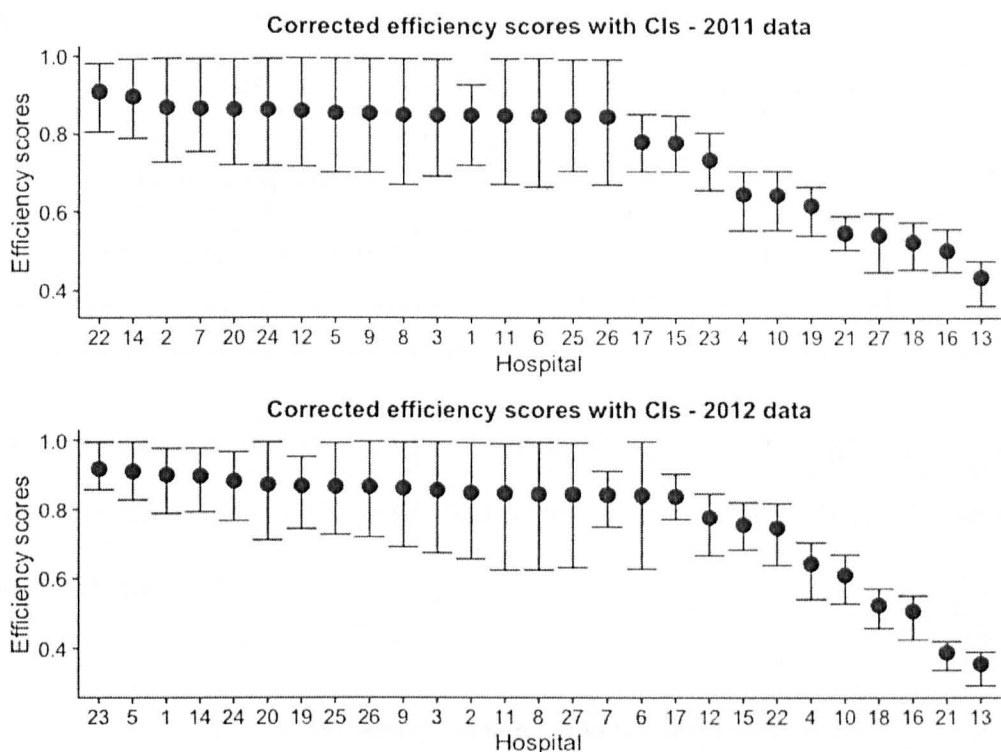 Corrected efficiency scores with CIs - 2011 data
Efficiency scores
1.0
0.8
0.6
0.4
22 14 2 7 20 24 12 5 9 8 3 1 11 6 25 26 17 15 23 4 10 19 21 27 18 16 13
Hospital
Corrected efficiency scores with CIs - 2012 data
Efficiency scores
1.0
0.8
0.6
0.4
23 5 1 14 24 20 19 25 26 9 3 2 11 8 27 7 6 17 12 15 22 4 10 18 16 21 13
Hospital